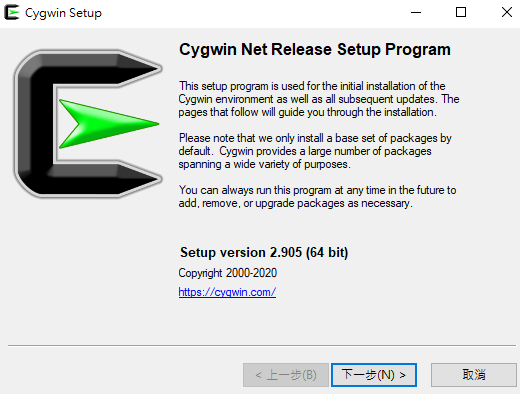 Cygwin Setup
Cygwin Net Release Setup Program
This setup program is used for the initial installation of the
Cygwin environment as well as all subsequent updates. The
pages that follow will guide you through the installation.
Please note that we only install a base set of packages by
default. Cygwin provides a large number of packages
spanning a wide variety of purposes.
You can always run this program at any time in the future to
add, remove, or upgrade packages as necessary.
Setup version 2.905 (64 bit)
Copyright 2000-2020
https://cygwin.com/
< 上一步(B)
下一步(N) >
取消